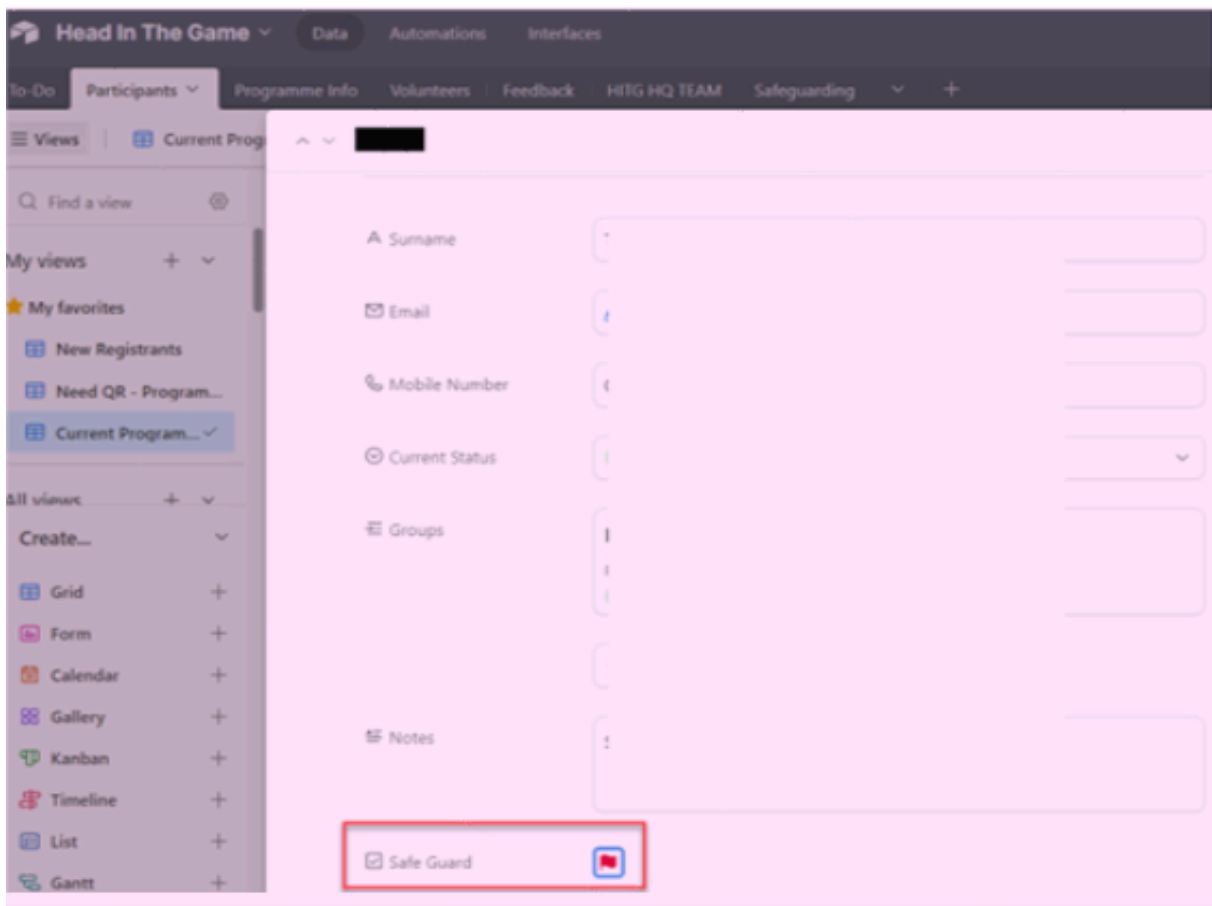 Head In The Game Data Automations Interfaces
To-Do Participants Programme Info Volunteers Feedback HITG HQ TEAM Safeguarding
Views Current Prog
Find a view
My views
My favorites
New Registrants
Need QR - Program...
Current Program...
All views
Create...
Grid
Form
Calendar
Gallery
Kanban
Timeline
List
Gantt
Surname
Email
Mobile Number
Current Status
Groups
Notes
Safe Guard